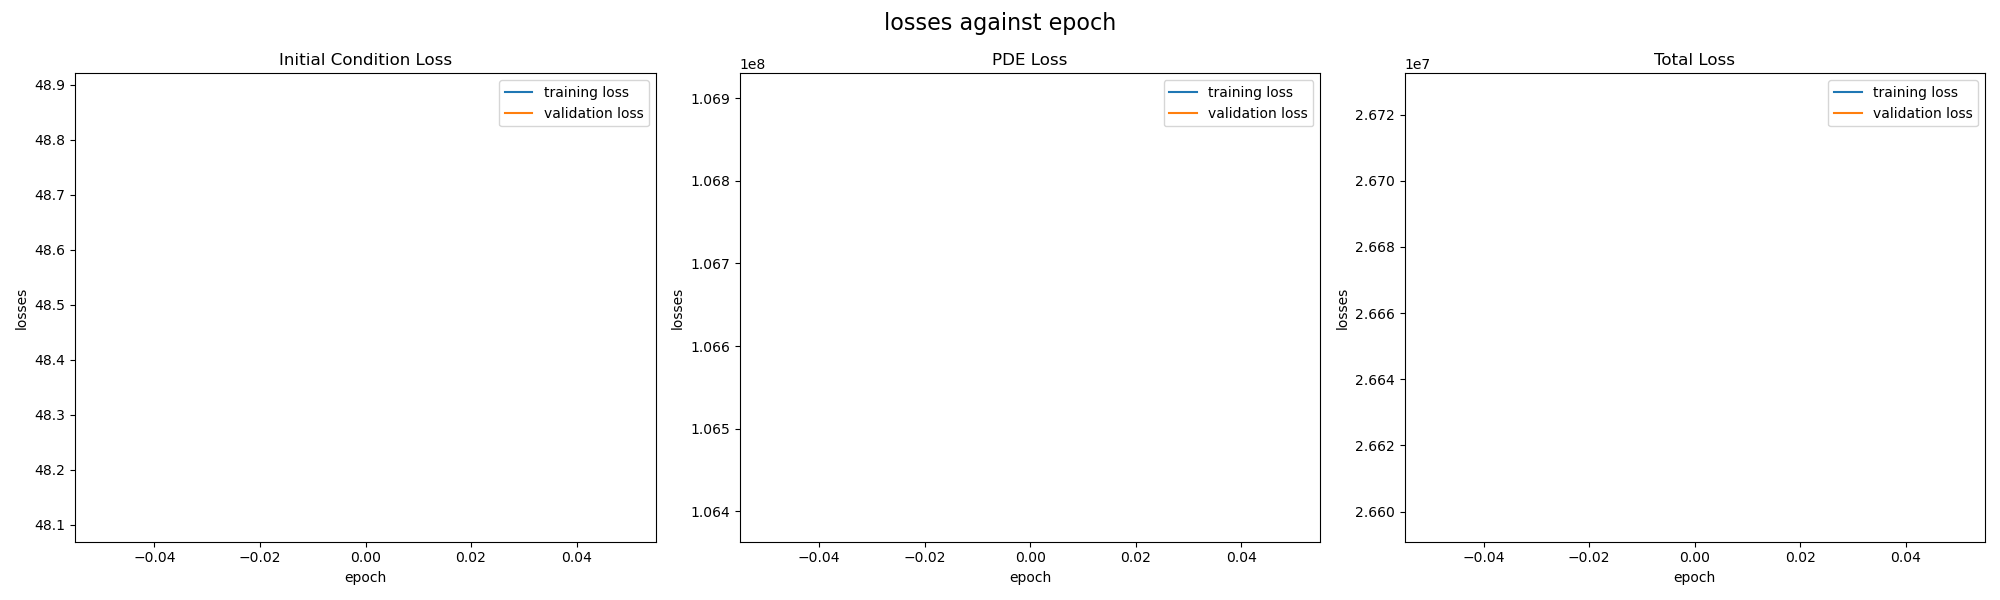 losses against epoch
Initial Condition Loss
48.9
48.8
48.7
48.6
48.5
48.4
48.3
48.2
48.1
losses
training loss
validation loss
−0.04 −0.02 0.00 0.02 0.04
epoch
PDE Loss
1e8
1.069
1.068
1.067
1.066
1.065
1.064
losses
training loss
validation loss
−0.04 −0.02 0.00 0.02 0.04
epoch
Total Loss
1e7
2.672
2.670
2.668
2.666
2.664
2.662
2.660
losses
training loss
validation loss
−0.04 −0.02 0.00 0.02 0.04
epoch